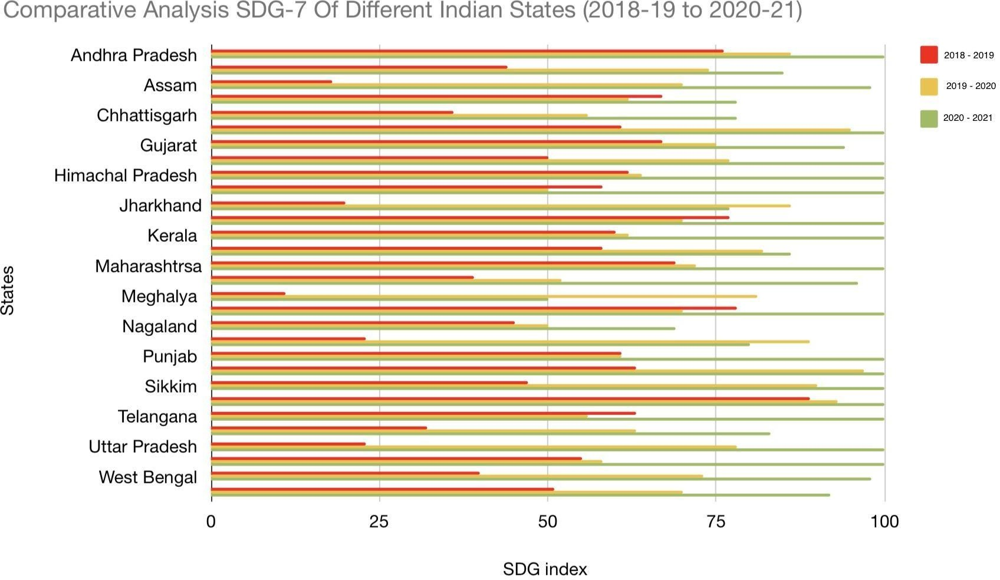 Comparative Analysis SDG-7 Of Different Indian States (2018-19 to 2020-21)
2018 - 2019
2019 - 2020
2020 - 2021
States
Andhra Pradesh
Assam
Chhattisgarh
Gujarat
Himachal Pradesh
Jharkhand
Kerala
Maharashtrsa
Meghalya
Nagaland
Punjab
Sikkim
Telangana
Uttar Pradesh
West Bengal
0 25 50 75 100
SDG index